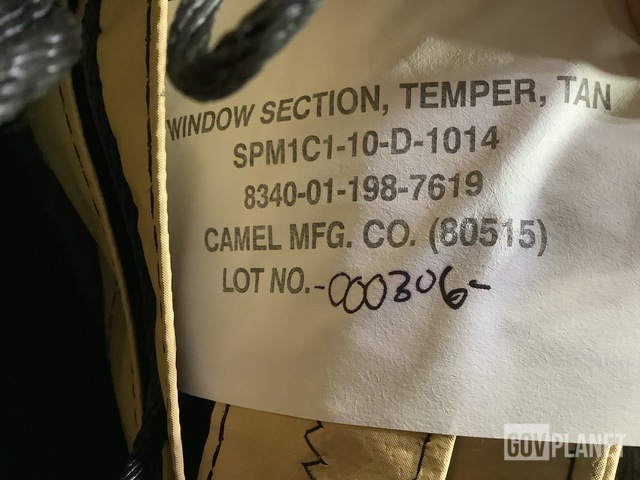 WINDOW SECTION, TEMPER, TAN
SPM1C1-10-D-1014
8340-01-198-7619
CAMEL MFG. CO. (80515)
LOT NO.-000306-
GOVPLANET